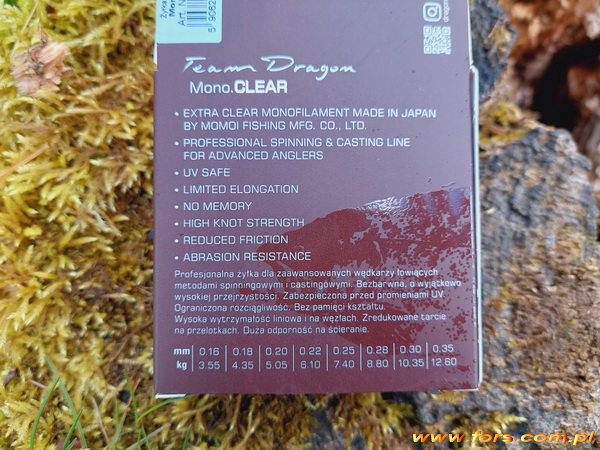 Żyłka
Mon
Art. N
5 9062
Team Dragon
Mono.CLEAR
• EXTRA CLEAR MONOFILAMENT MADE IN JAPAN
BY MOMOI FISHING MFG. CO., LTD.
• PROFESSIONAL SPINNING & CASTING LINE
FOR ADVANCED ANGLERS
• UV SAFE
• LIMITED ELONGATION
• NO MEMORY
• HIGH KNOT STRENGTH
• REDUCED FRICTION
• ABRASION RESISTANCE
Profesjonalna żyłka dla zaawansowanych wędkarzy łowiących
metodami spinningowymi i castingowymi. Bezbarwna, o wyjątkowo
wysokiej przejrzystości. Zabezpieczona przed promieniami UV.
Ograniczona rozciągliwość. Bez pamięci kształtu.
Wysoka wytrzymałość liniowa i na węzłach. Zredukowane tarcie
na przelotkach. Duża odporność na ścieranie.
mm 0.16 0.18 0.20 0.22 0.25 0.28 0.30 0.35
kg 3.55 4.35 5.05 6.10 7.40 8.80 10.35 12.60
www.fors.com.pl